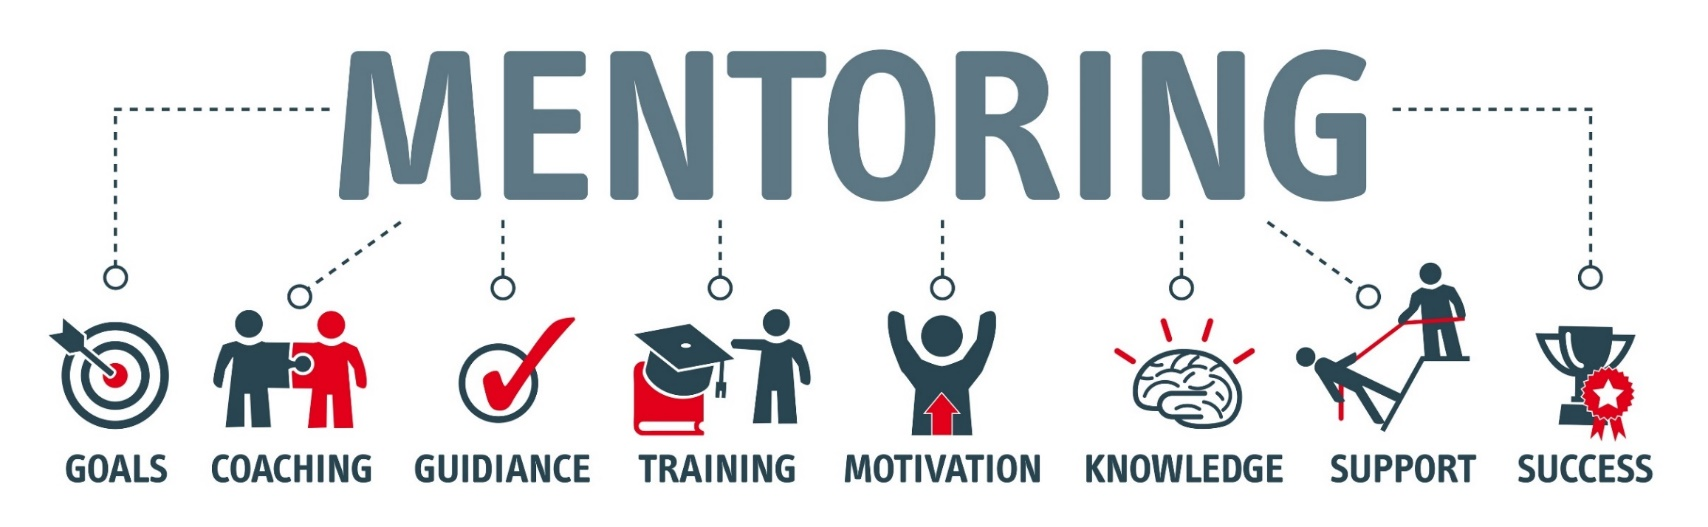 MENTORING
GOALS COACHING GUIDIANCE TRAINING MOTIVATION KNOWLEDGE SUPPORT SUCCESS